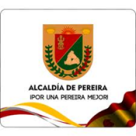 ALCALDÍA DE PEREIRA
¡POR UNA PEREIRA MEJOR!